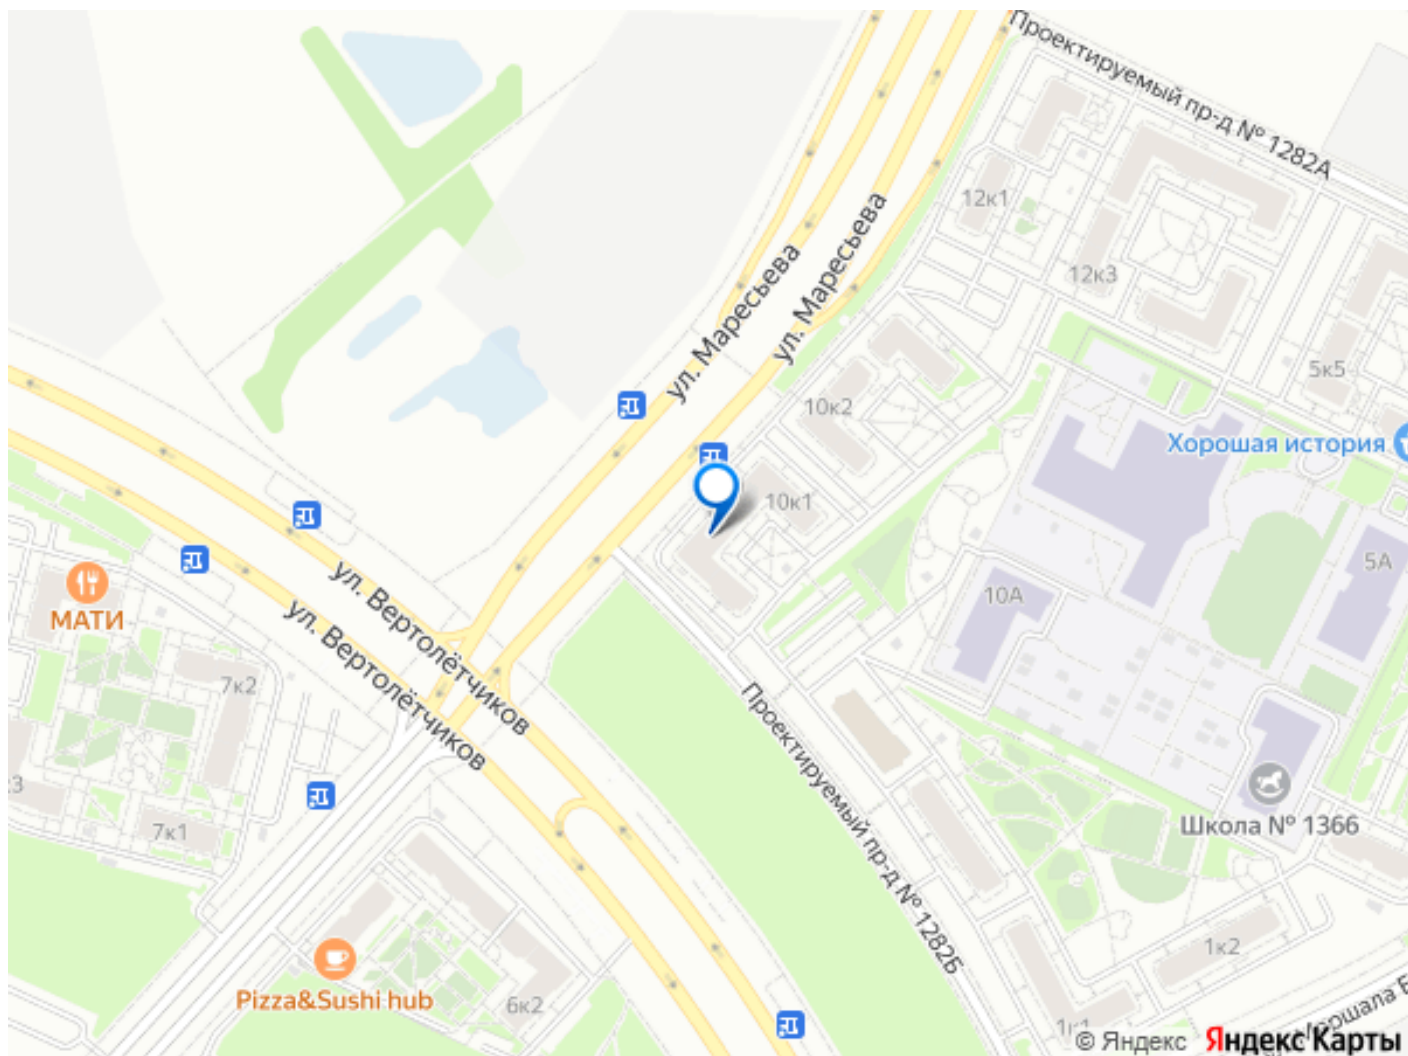 Проектируемый пр-д № 1282А
12к1
12к3
ул. Маресьева
ул. Маресьева
5к5
10к2
Хорошая история
10к1
5А
10А
МАТИ
ул. Вертолётчиков
ул. Вертолётчиков
7к2
Проектируемый пр-д № 1282Б
7к1
Школа № 1366
1к2
Pizza&Sushi hub
6к2
1к1
Маршала
© Яндекс Яндекс Карты